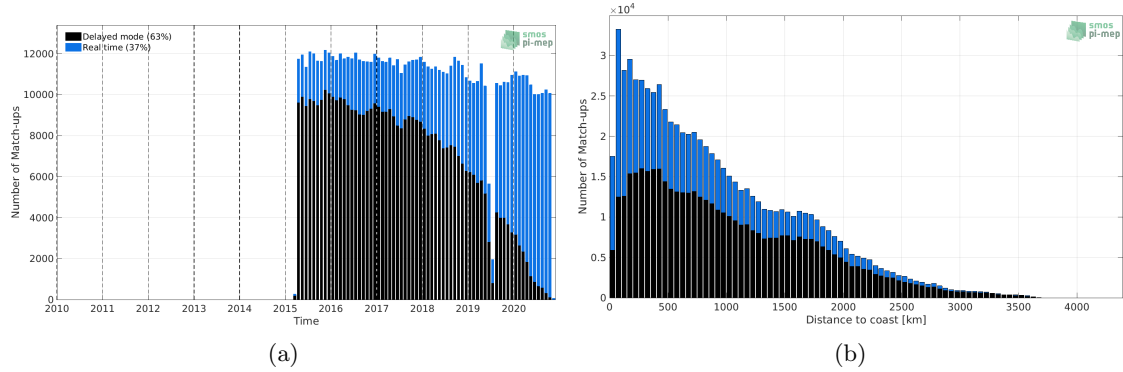 Delayed mode (63%)
Real time (37%)
smos
pi-mep
Number of Match-ups
12000
10000
8000
6000
4000
2000
0
2010 2011 2012 2013 2014 2015 2016 2017 2018 2019 2020
Time
(a)
×10⁴
smos
pi-mep
Number of Match-ups
3
2.5
2
1.5
1
0.5
0
0 500 1000 1500 2000 2500 3000 3500 4000
Distance to coast [km]
(b)